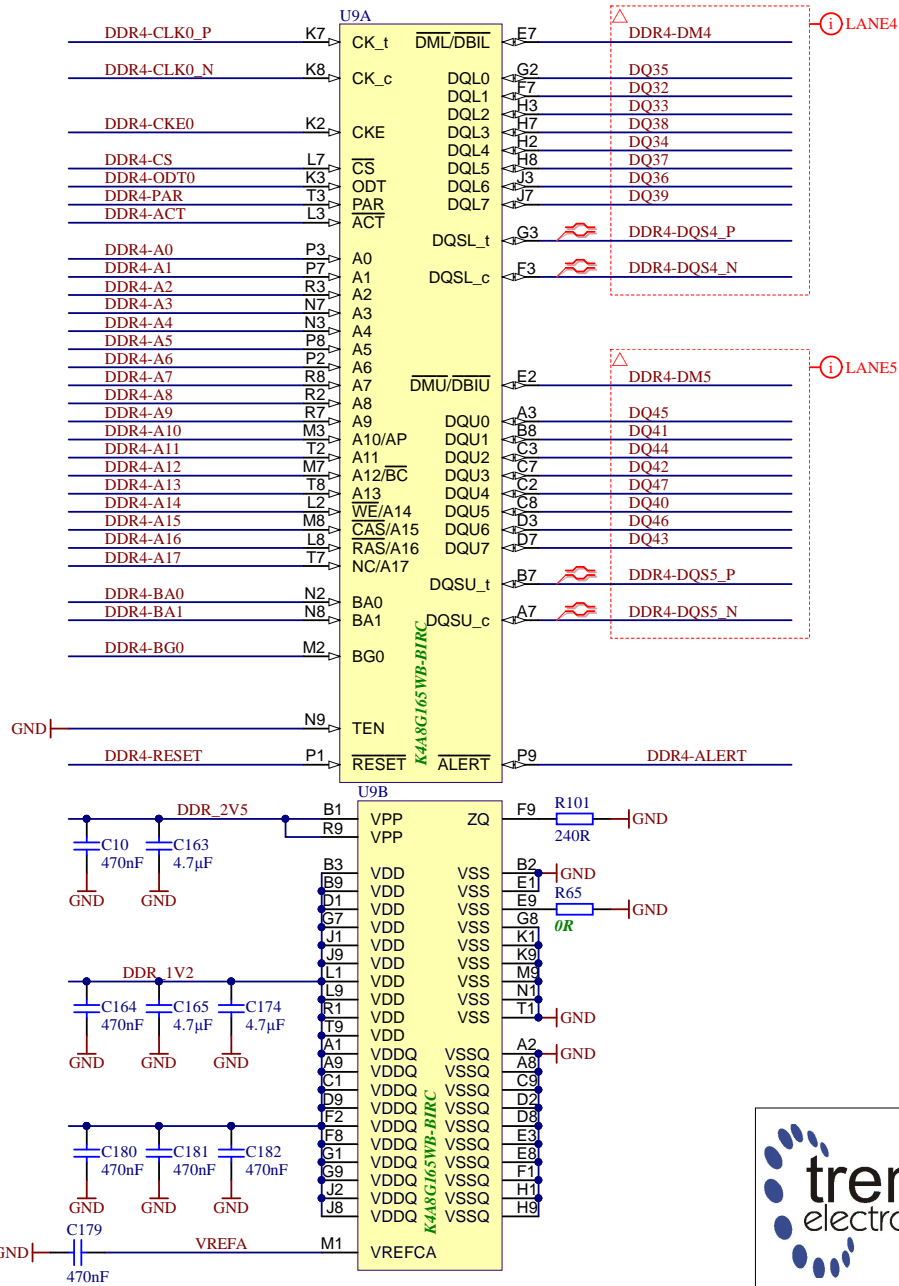 U9A
DDR4-CLK0_P K7 CK_t DML/DBIL E7 DDR4-DM4 LANE4
DDR4-CLK0_N K8 CK_c DQL0 G2 DQ35
DQL1 F7 DQ32
DQL2 H3 DQ33
DDR4-CKE0 K2 CKE DQL3 H7 DQ38
DQL4 H2 DQ34
DDR4-CS L7 CS DQL5 H8 DQ37
DDR4-ODT0 K3 ODT DQL6 J3 DQ36
DDR4-PAR T3 PAR DQL7 J7 DQ39
DDR4-ACT L3 ACT
DQSL_t G3 DDR4-DQS4_P
DDR4-A0 P3 A0
DDR4-A1 P7 A1 DQSL_c F3 DDR4-DQS4_N
DDR4-A2 R3 A2
DDR4-A3 N7 A3
DDR4-A4 N3 A4
DDR4-A5 P8 A5
DDR4-A6 P2 A6 LANE5
DDR4-A7 R8 A7 DMU/DBIU E2 DDR4-DM5
DDR4-A8 R2 A8
DDR4-A9 R7 A9 DQU0 A3 DQ45
DDR4-A10 M3 A10/AP DQU1 B8 DQ41
DDR4-A11 T2 A11 DQU2 C3 DQ44
DDR4-A12 M7 A12/BC DQU3 C7 DQ42
DDR4-A13 T8 A13 DQU4 C2 DQ47
DDR4-A14 L2 WE/A14 DQU5 C8 DQ40
DDR4-A15 M8 CAS/A15 DQU6 D3 DQ46
DDR4-A16 L8 RAS/A16 DQU7 D7 DQ43
DDR4-A17 T7 NC/A17
DQSU_t B7 DDR4-DQS5_P
DDR4-BA0 N2 BA0
DDR4-BA1 N8 BA1 DQSU_c A7 DDR4-DQS5_N
DDR4-BG0 M2 BG0
K4A8G165WB-BIRC
GND N9 TEN
DDR4-RESET P1 RESET ALERT P9 DDR4-ALERT
U9B
DDR_2V5 B1 VPP ZQ F9 R101 240R GND
R9 VPP
C10 470nF GND
C163 4.7µF GND
B3 VDD VSS B2 GND
B9 VDD VSS E1
D1 VDD VSS E9 R65 0R GND
G7 VDD VSS G8
J1 VDD VSS K1
J9 VDD VSS K9
DDR_1V2 L1 VDD VSS M9
L9 VDD VSS N1
R1 VDD VSS T1 GND
T9 VDD
C164 470nF GND
C165 4.7µF GND
C174 4.7µF GND
A1 VDDQ VSSQ A2 GND
A9 VDDQ VSSQ A8
C1 VDDQ VSSQ C9
D9 VDDQ VSSQ D2
F2 VDDQ VSSQ D8
F8 VDDQ VSSQ E3
G1 VDDQ VSSQ E8
G9 VDDQ VSSQ F1
J2 VDDQ VSSQ H1
J8 VDDQ VSSQ H9
C180 470nF GND
C181 470nF GND
C182 470nF GND
K4A8G165WB-BIRC
GND C179 470nF VREFA M1 VREFCA
tren
electro